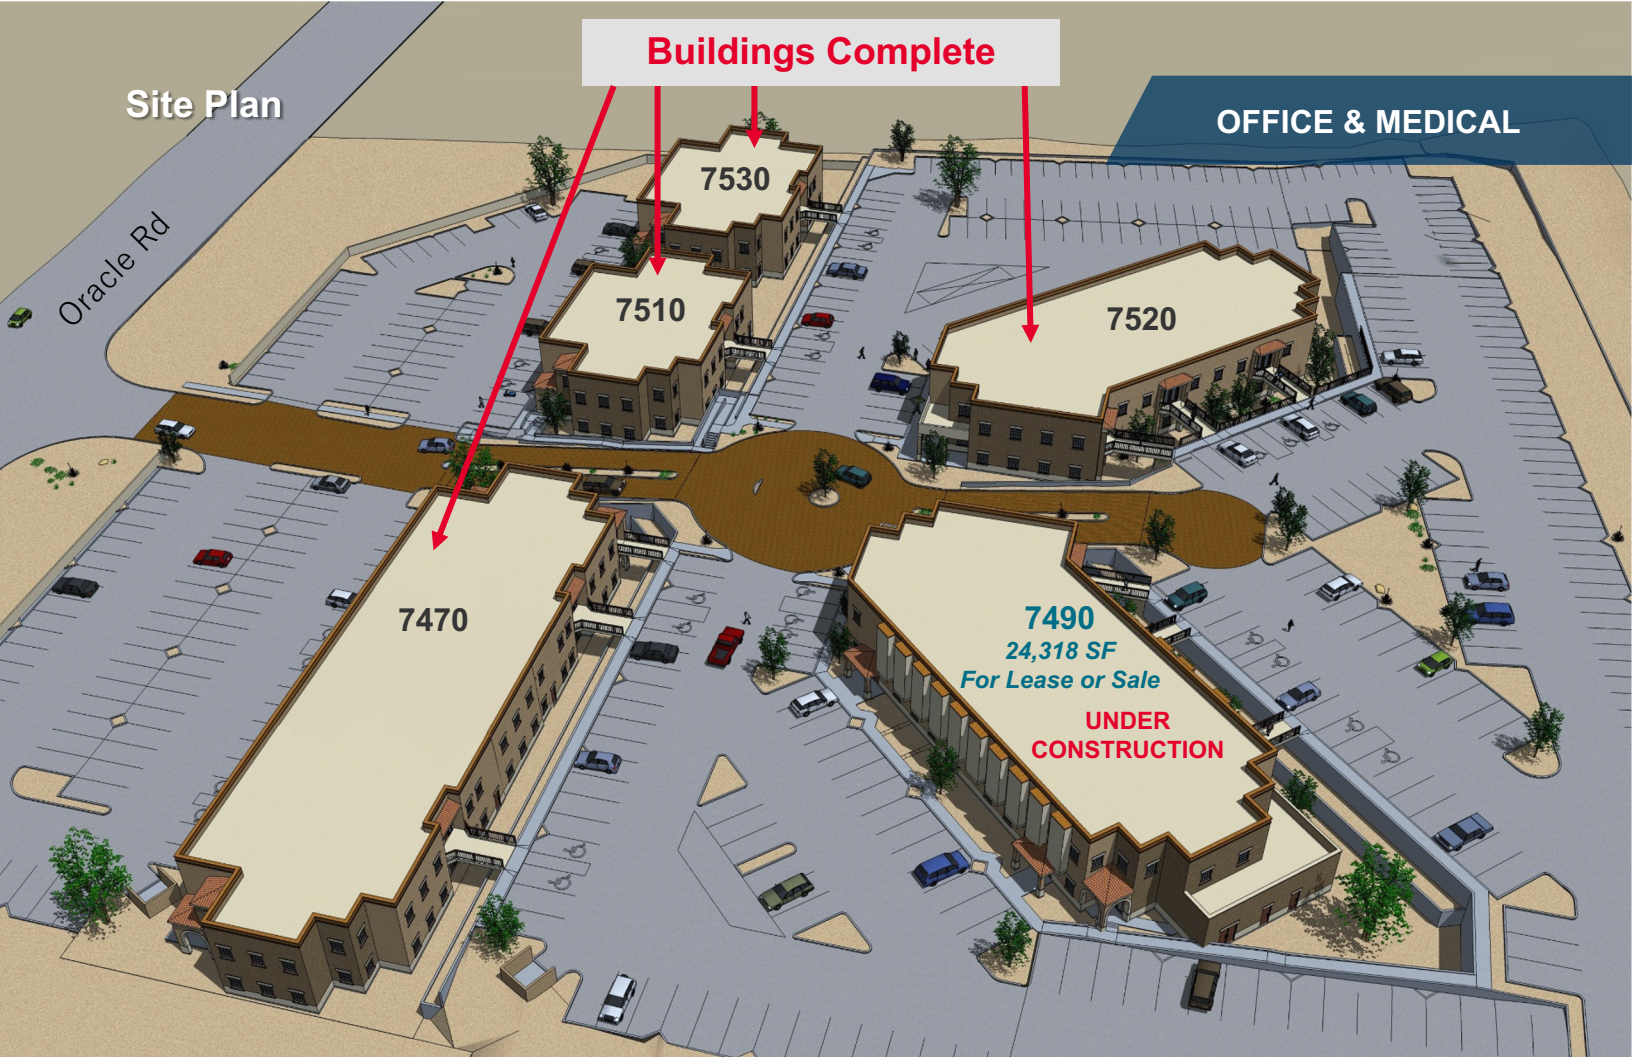 Buildings Complete
Site Plan
OFFICE & MEDICAL
7530
Oracle Rd
7510
7520
7470
7490
24,318 SF
For Lease or Sale
UNDER
CONSTRUCTION